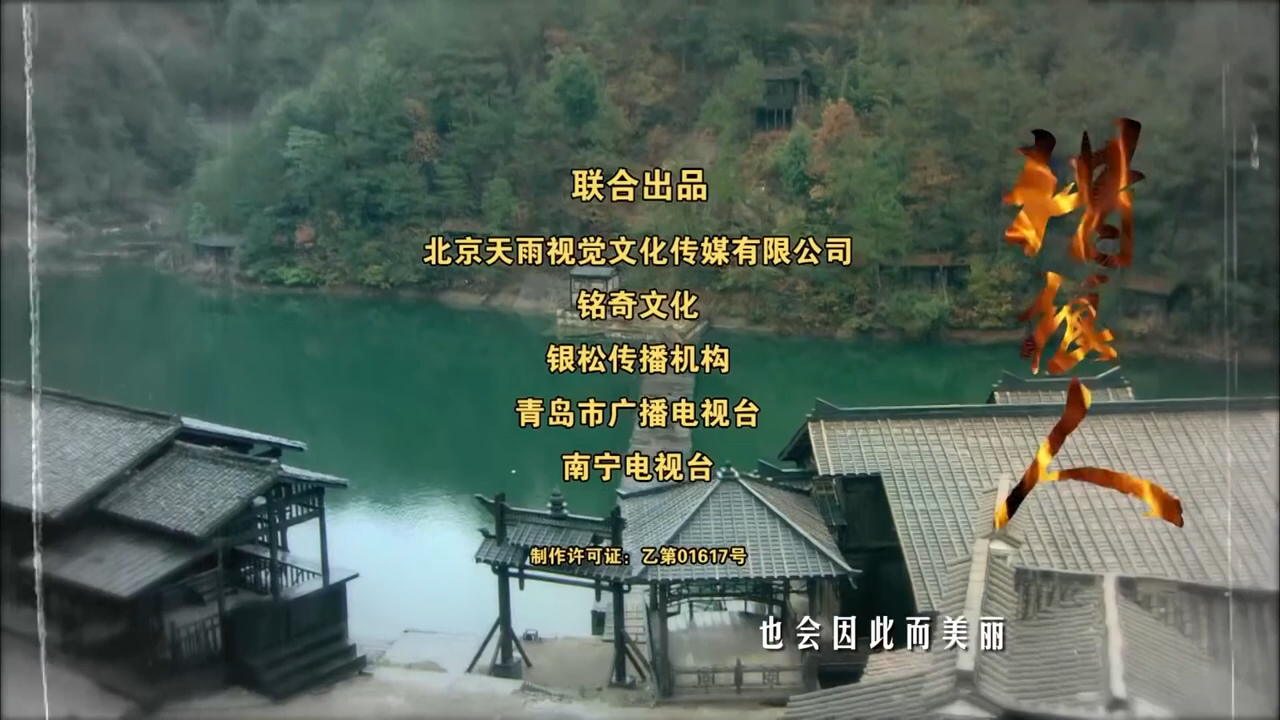 联合出品
北京天雨视觉文化传媒有限公司
铭奇文化
银松传播机构
青岛市广播电视台
南宁电视台
制作许可证：乙第01617号
也会因此而美丽